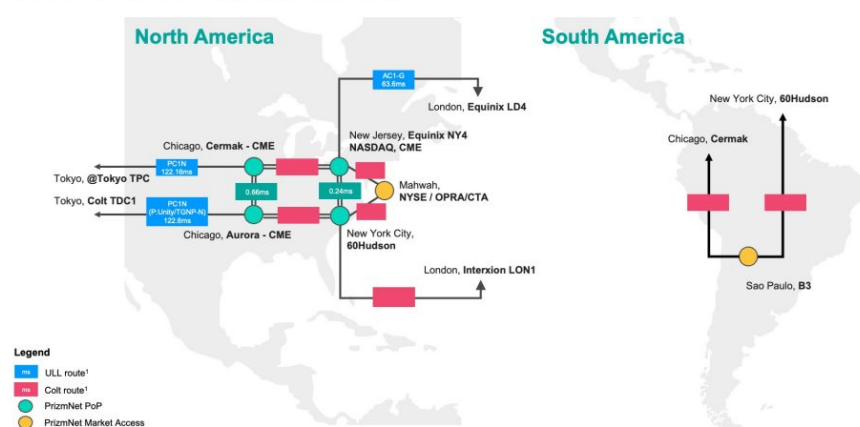 North America
South America
AC1-G
63.6ms
London, Equinix LD4
New York City, 60Hudson
Chicago, Cermak - CME
New Jersey, Equinix NY4
NASDAQ, CME
Chicago, Cermak
PC1N
122.16ms
Tokyo, @Tokyo TPC
0.66ms
0.24ms
Mahwah,
NYSE / OPRA/CTA
Tokyo, Colt TDC1
PC1N
(P:Unity/TGNP-N)
122.6ms
Chicago, Aurora - CME
New York City,
60Hudson
London, Interxion LON1
Sao Paulo, B3
Legend
ms ULL route¹
ms Colt route¹
PrizmNet PoP
PrizmNet Market Access